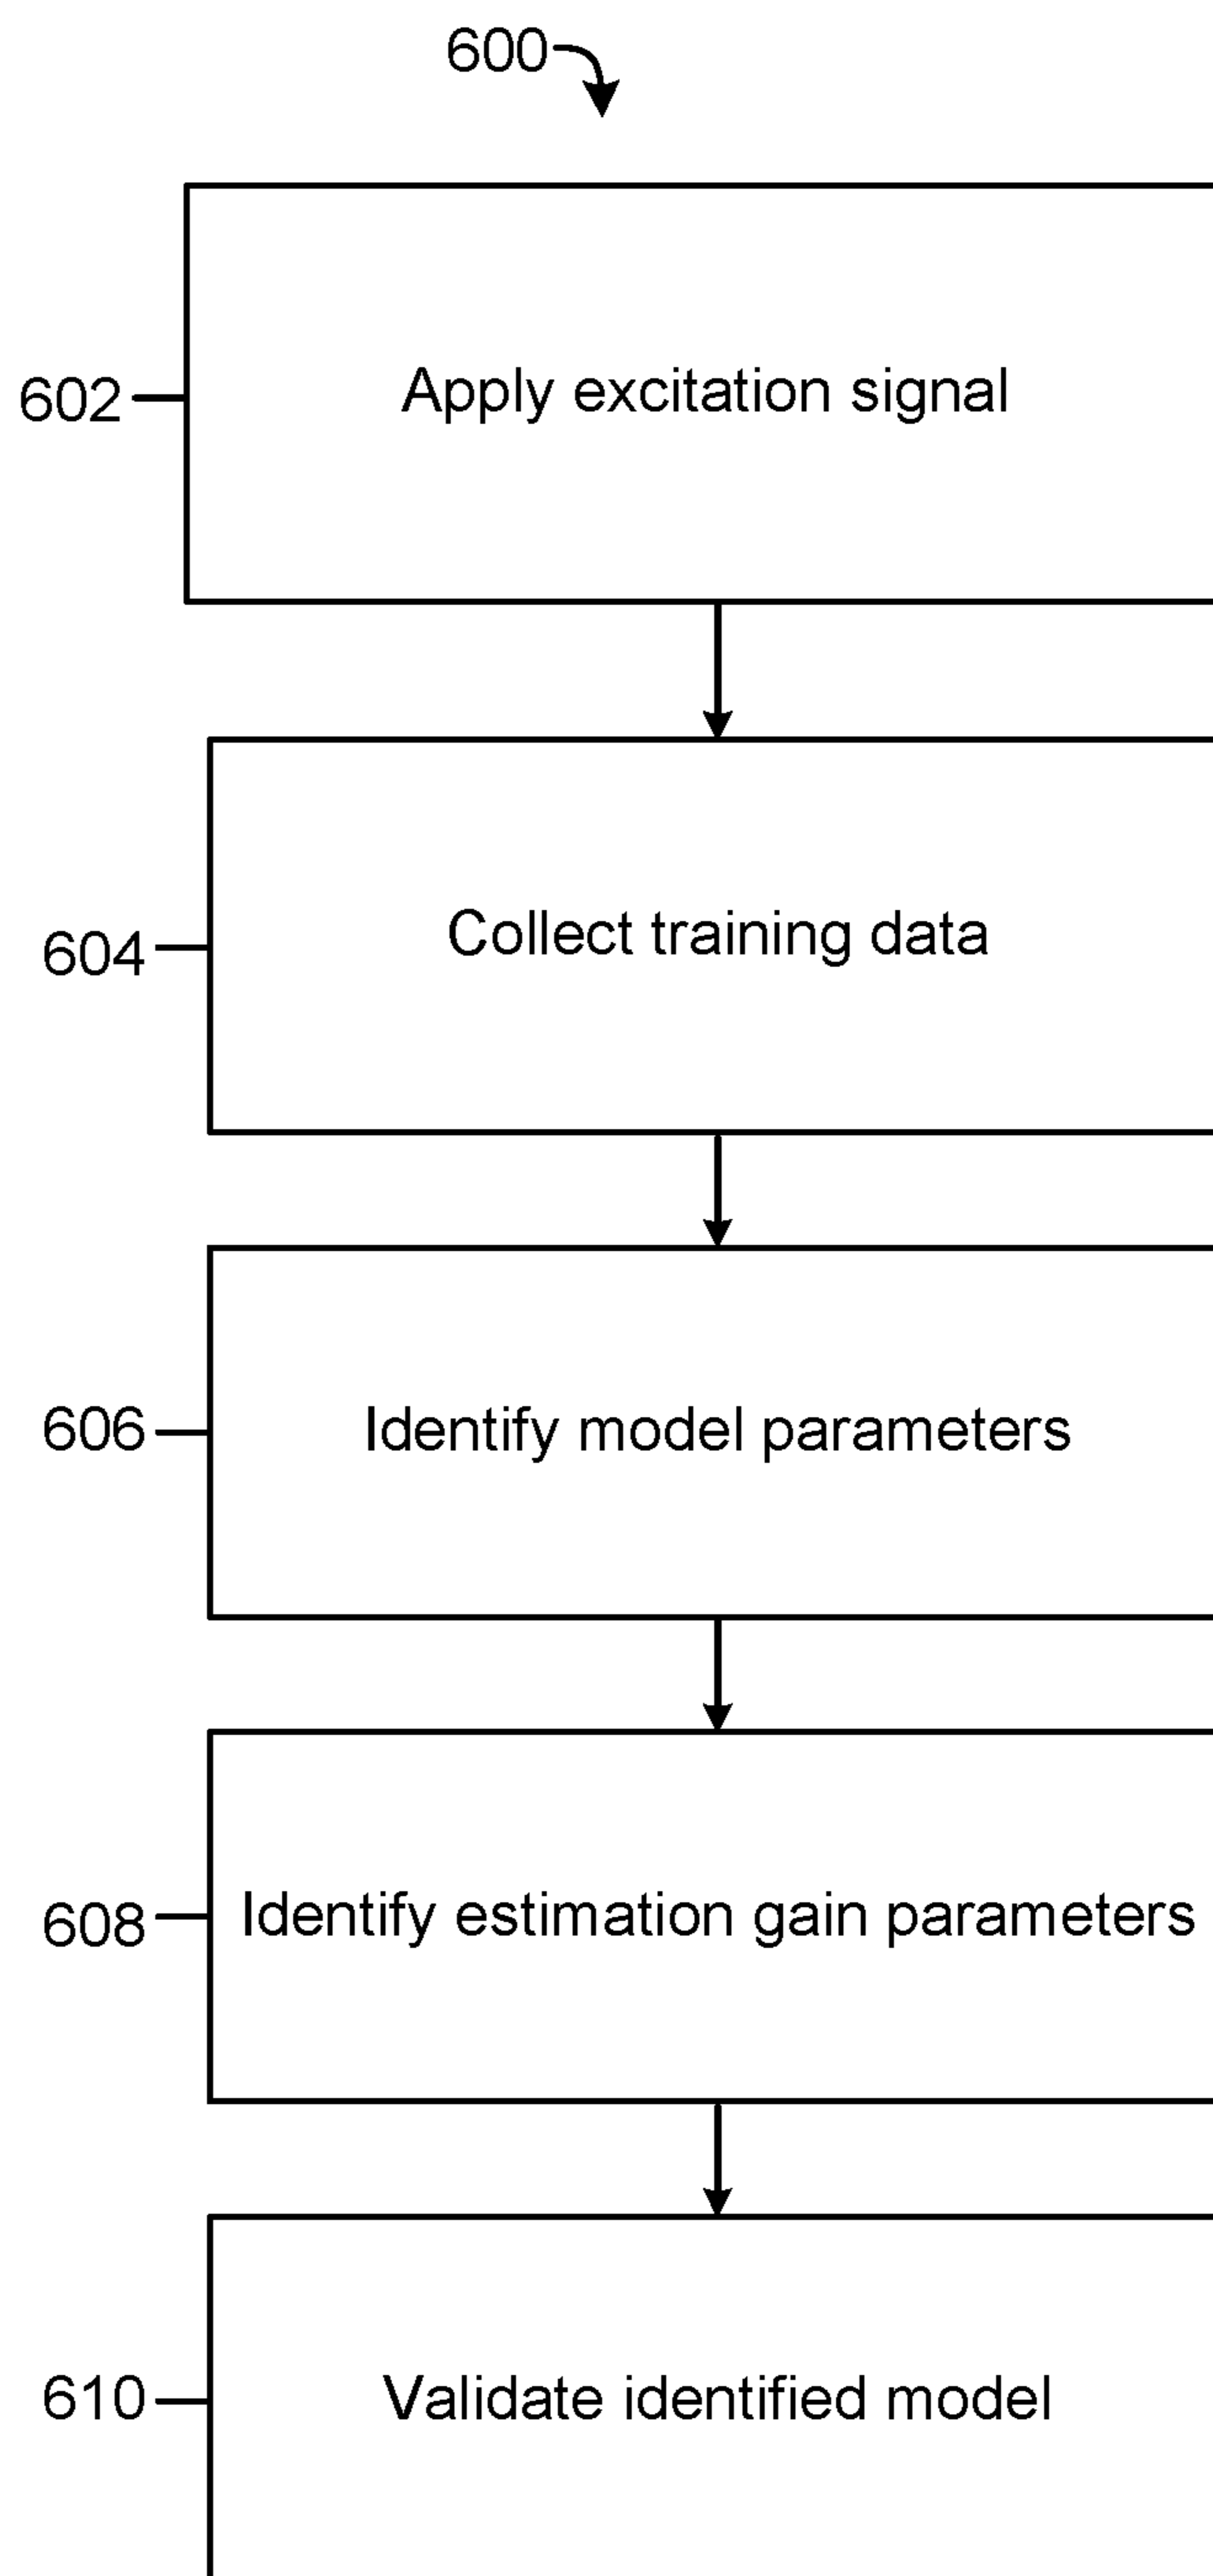 600
602
Apply excitation signal
604
Collect training data
606
Identify model parameters
608
Identify estimation gain parameters
610
Validate identified model